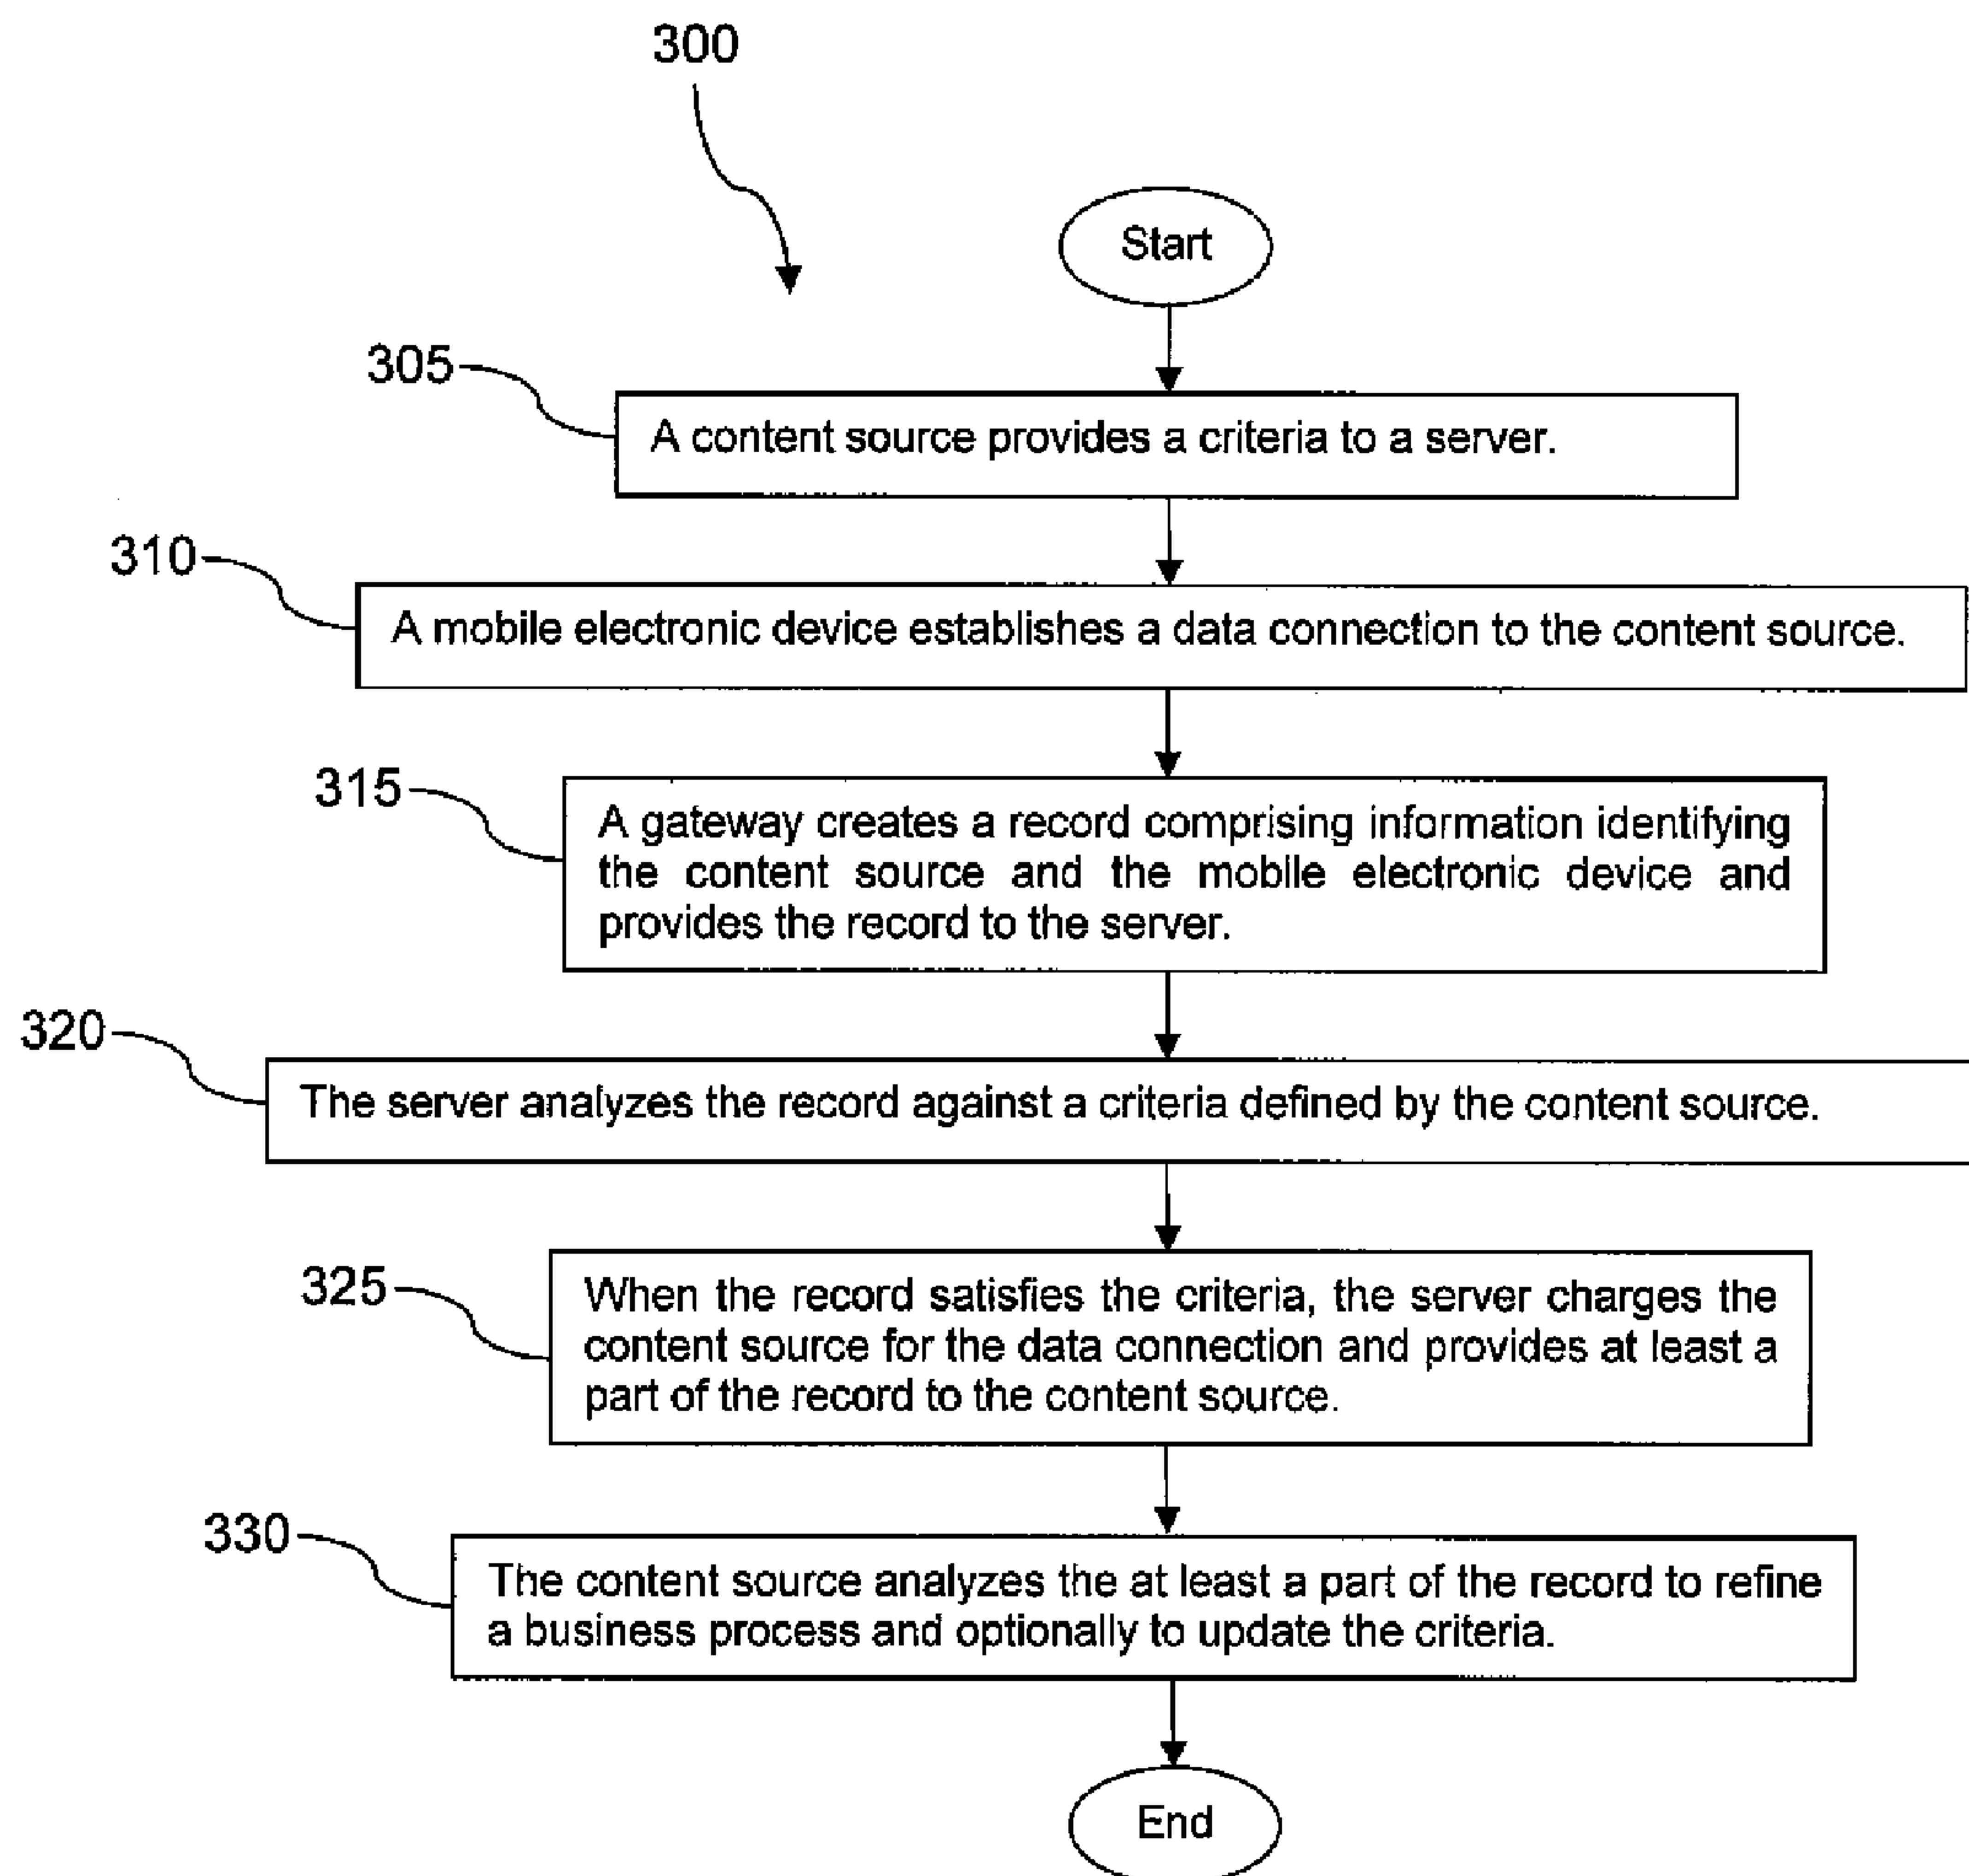 300
Start
305
A content source provides a criteria to a server.
310
A mobile electronic device establishes a data connection to the content source.
315
A gateway creates a record comprising information identifying
the content source and the mobile electronic device and
provides the record to the server.
320
The server analyzes the record against a criteria defined by the content source.
325
When the record satisfies the criteria, the server charges the
content source for the data connection and provides at least a
part of the record to the content source.
330
The content source analyzes the at least a part of the record to refine
a business process and optionally to update the criteria.
End